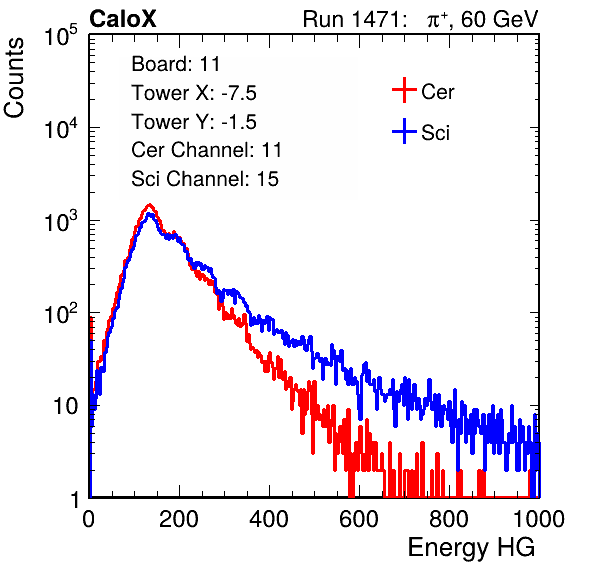 CaloX Run 1471: π⁺, 60 GeV
Counts
Board: 11
Tower X: -7.5
Tower Y: -1.5
Cer Channel: 11
Sci Channel: 15
Cer
Sci
10⁵
10⁴
10³
10²
10
1
0 200 400 600 800 1000
Energy HG